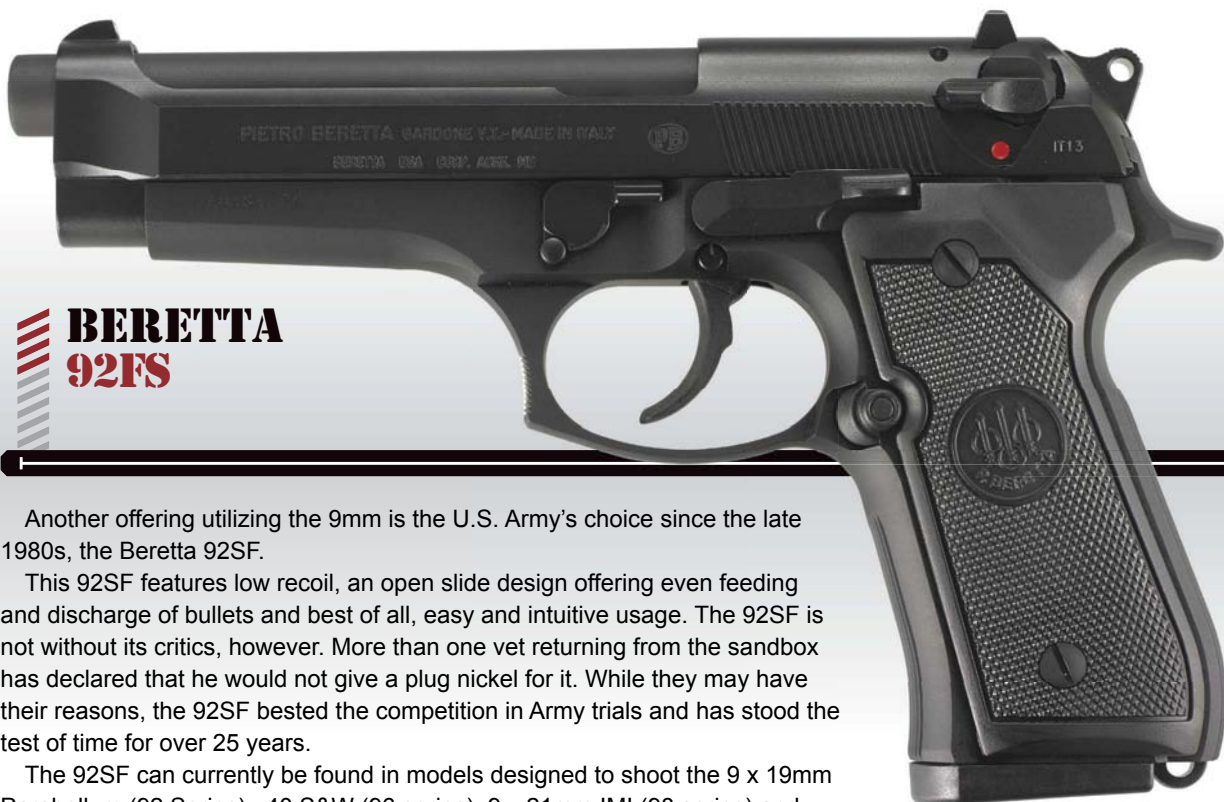 PIETRO BERETTA GARDONE V.T.-MADE IN ITALY
PB
BERETTA USA CORP. ACKK. MD
IT13
BERETTA
92FS
P. BERETTA
Another offering utilizing the 9mm is the U.S. Army's choice since the late
1980s, the Beretta 92SF.
This 92SF features low recoil, an open slide design offering even feeding
and discharge of bullets and best of all, easy and intuitive usage. The 92SF is
not without its critics, however. More than one vet returning from the sandbox
has declared that he would not give a plug nickel for it. While they may have
their reasons, the 92SF bested the competition in Army trials and has stood the
test of time for over 25 years.
The 92SF can currently be found in models designed to shoot the 9 x 19mm